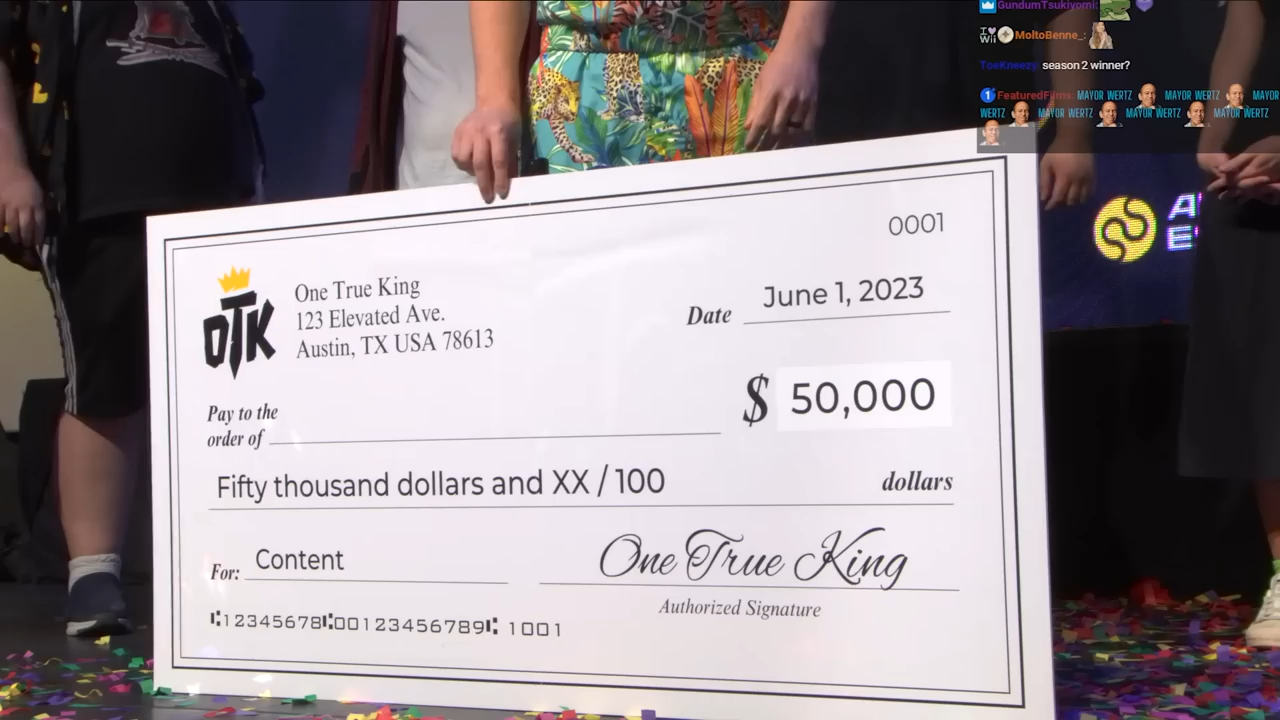 GundumTsukiyomi:
MoltoBenne_:
ToeKneezy: season 2 winner?
FeaturedFilms: MAYOR WERTZ MAYOR WERTZ MAYOR
WERTZ MAYOR WERTZ MAYOR WERTZ MAYOR WERTZ
0001
OTK
One True King
123 Elevated Ave.
Austin, TX USA 78613
Date June 1, 2023
$ 50,000
Pay to the
order of
Fifty thousand dollars and XX / 100 dollars
For: Content
One True King
Authorized Signature
⑆12345678⑆00123456789⑆ 1001